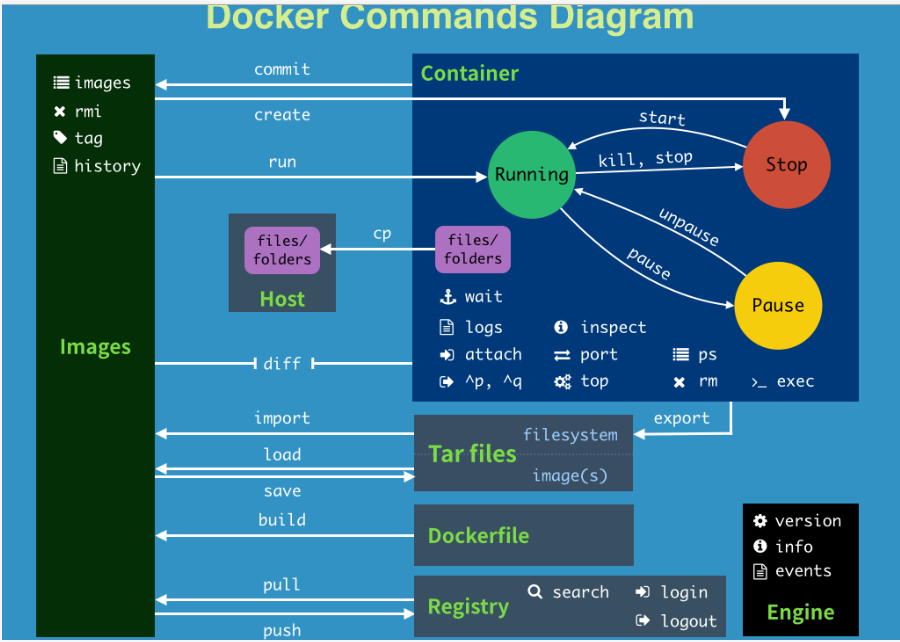 Docker Commands Diagram
images
rmi
tag
history
Images
commit
create
run
Container
Running
start
kill, stop
Stop
unpause
pause
Pause
files/
folders
Host
cp
files/
folders
wait
logs
inspect
attach
port
ps
^p, ^q
top
rm
>_ exec
diff
import
export
load
save
Tar files
filesystem
image(s)
build
Dockerfile
pull
push
Registry
search
login
logout
version
info
events
Engine